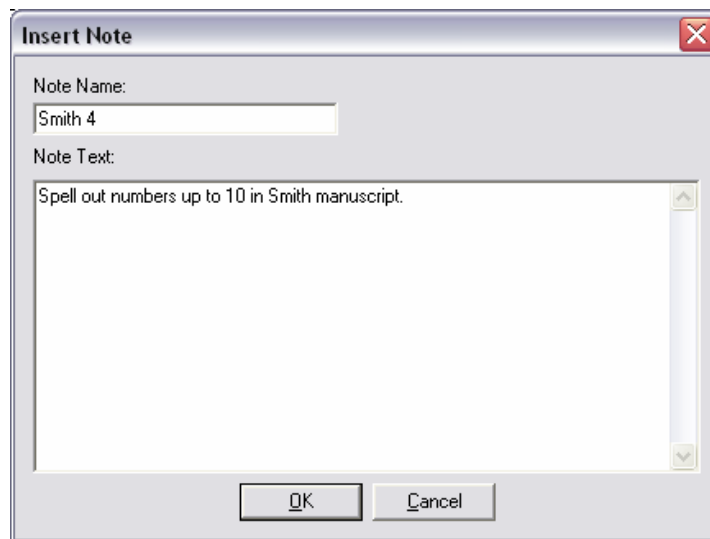 Insert Note
Note Name:
Smith 4
Note Text:
Spell out numbers up to 10 in Smith manuscript.
OK
Cancel